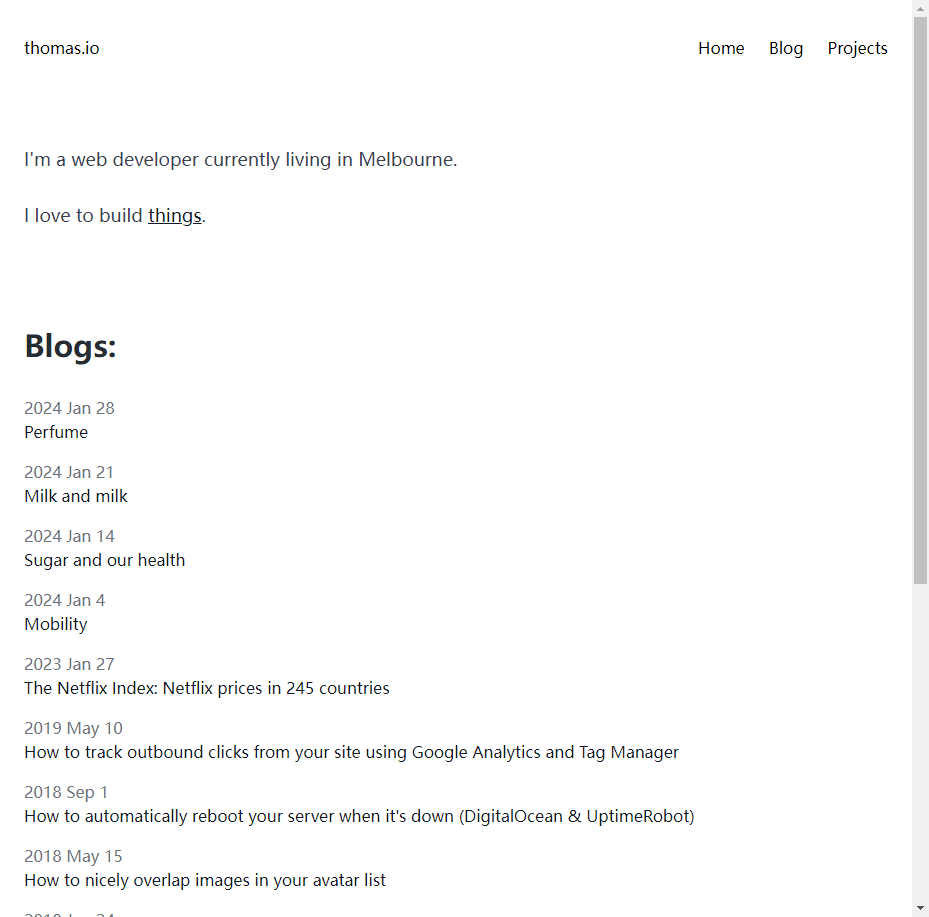 thomas.io
Home Blog Projects
I'm a web developer currently living in Melbourne.
I love to build things.
Blogs:
2024 Jan 28
Perfume
2024 Jan 21
Milk and milk
2024 Jan 14
Sugar and our health
2024 Jan 4
Mobility
2023 Jan 27
The Netflix Index: Netflix prices in 245 countries
2019 May 10
How to track outbound clicks from your site using Google Analytics and Tag Manager
2018 Sep 1
How to automatically reboot your server when it's down (DigitalOcean & UptimeRobot)
2018 May 15
How to nicely overlap images in your avatar list